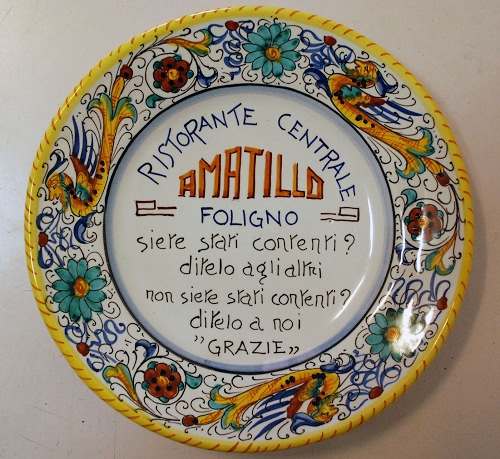 RISTORANTE CENTRALE
AMATILLO
FOLIGNO
siete stati contenti?
ditelo agli altri
non siete stati contenti?
ditelo a noi
"GRAZIE„